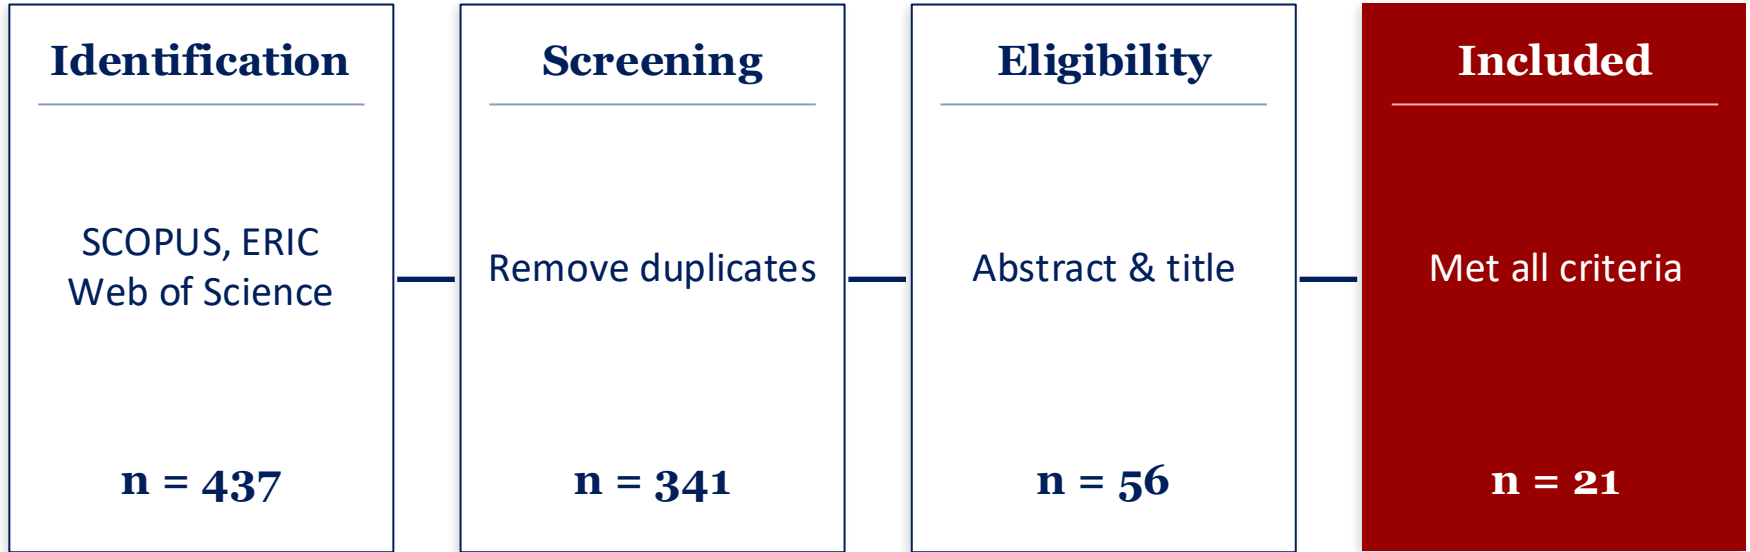 Identification
SCOPUS, ERIC
Web of Science
n = 437
Screening
Remove duplicates
n = 341
Eligibility
Abstract & title
n = 56
Included
Met all criteria
n = 21